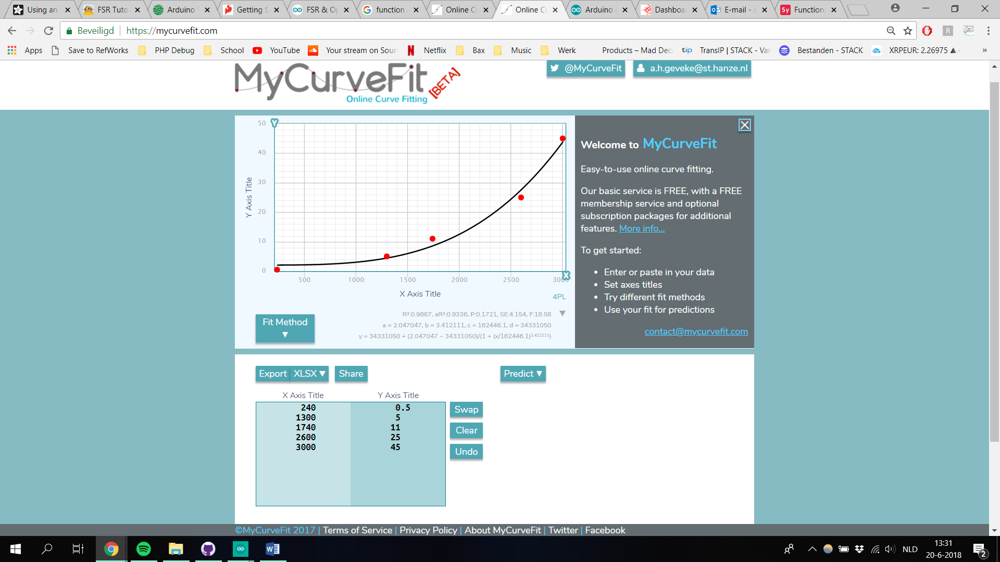 Using an
FSR Tuto
Arduino
Getting S
FSR & O
function
Online C
Online C
Arduino
Dashboa
E-mail -
Function
Beveiligd
https://mycurvefit.com
R
Apps
Save to RefWorks
PHP Debug
School
YouTube
Your stream on Soun
Netflix
Bax
Music
Werk
Products – Mad Dec
tip
TransIP | STACK - Var
Bestanden - STACK
XRPEUR: 2.26975 ▲
»
MyCurveFit
[BETA]
Online Curve Fitting
@MyCurveFit
a.h.geveke@st.hanze.nl
Y
50
40
30
20
10
0
Y Axis Title
500 1000 1500 2000 2500 3000
X
X Axis Title
4PL
Fit Method
▼
R²:0.9867, aR²:0.9336, P:0.1721, SE:4.154, F:18.58
▼
a = 2.047047, b = 3.412111, c = 162446.1, d = 34331050
y = 34331050 + (2.047047 − 34331050)/(1 + (x/162446.1)^3.412111)
Welcome to MyCurveFit
Easy-to-use online curve fitting.
Our basic service is FREE, with a FREE
membership service and optional
subscription packages for additional
features. More info...
To get started:
• Enter or paste in your data
• Set axes titles
• Try different fit methods
• Use your fit for predictions
contact@mycurvefit.com
Export XLSX ▼ Share
Predict ▼
X Axis Title Y Axis Title
240 0.5
1300 5
1740 11
2600 25
3000 45
Swap
Clear
Undo
©MyCurveFit 2017 | Terms of Service | Privacy Policy | About MyCurveFit | Twitter | Facebook
NLD
13:31
20-6-2018
2